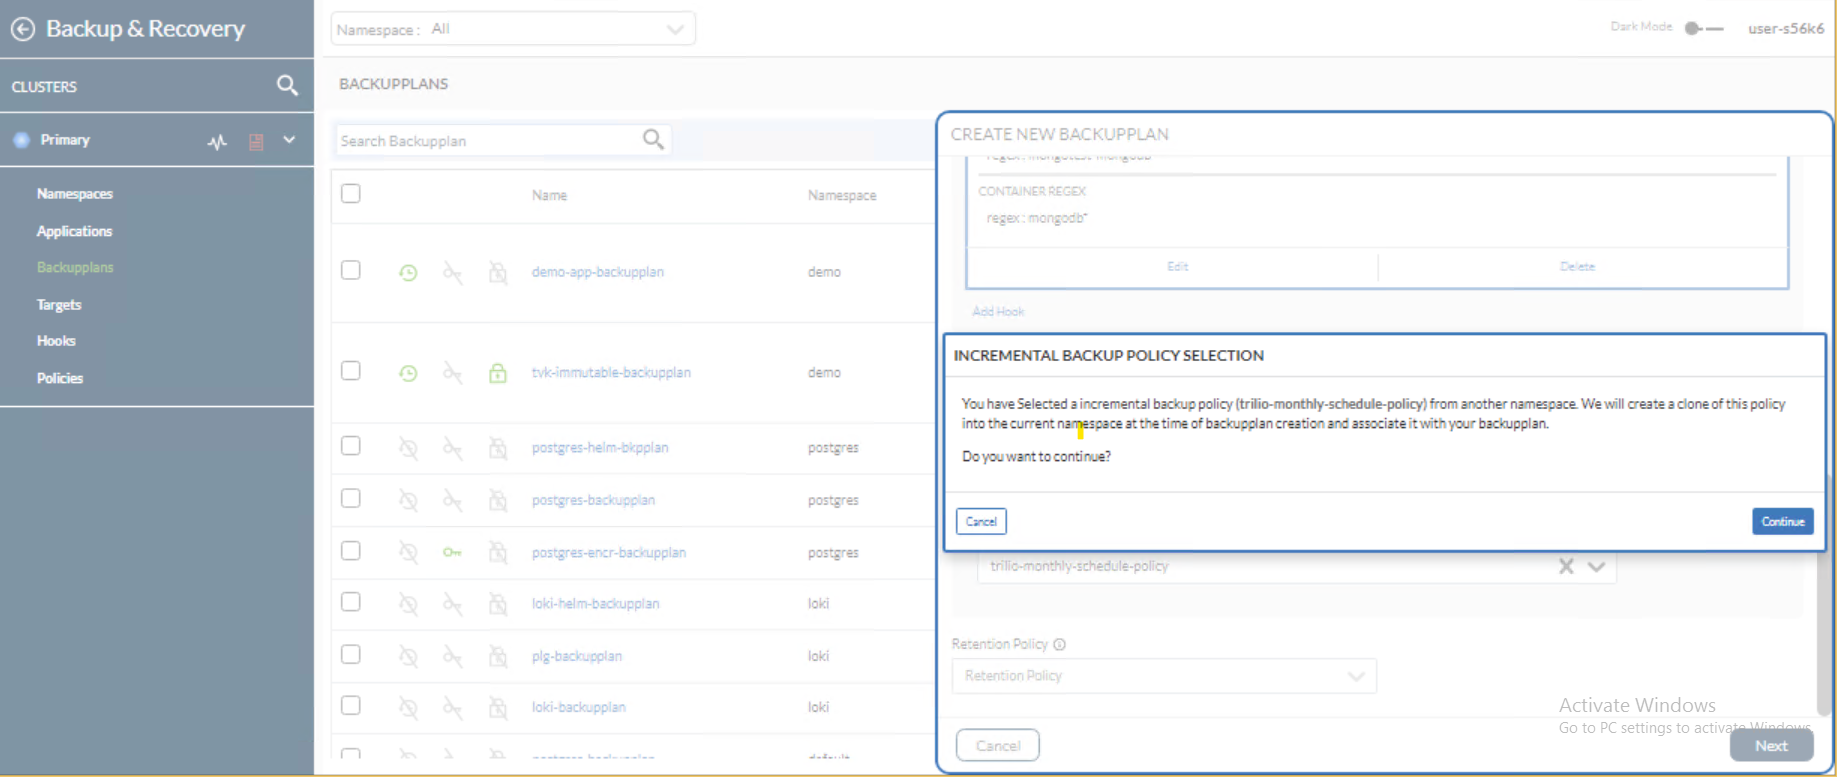 Backup & Recovery
Namespace : All
Dark Mode
user-s56k6
CLUSTERS
BACKUPPLANS
Primary
Search Backupplan
Namespaces
Applications
Backupplans
Targets
Hooks
Policies
Name Namespace
demo-app-backupplan demo
tvk-immutable-backupplan demo
postgres-helm-bkpplan postgres
postgres-backupplan postgres
postgres-encr-backupplan postgres
loki-helm-backupplan loki
plg-backupplan loki
loki-backupplan loki
default
CREATE NEW BACKUPPLAN
regex : mongotest-mongodb
CONTAINER REGEX
regex : mongodb*
Edit Delete
Add Hook
INCREMENTAL BACKUP POLICY SELECTION
You have Selected a incremental backup policy (trilio-monthly-schedule-policy) from another namespace. We will create a clone of this policy
into the current namespace at the time of backupplan creation and associate it with your backupplan.
Do you want to continue?
Cancel Continue
trilio-monthly-schedule-policy
Retention Policy
Retention Policy
Activate Windows
Go to PC settings to activate Windows.
Cancel Next